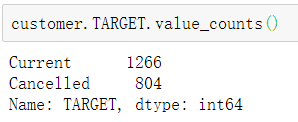 customer.TARGET.value_counts()
Current      1266
Cancelled     804
Name: TARGET, dtype: int64